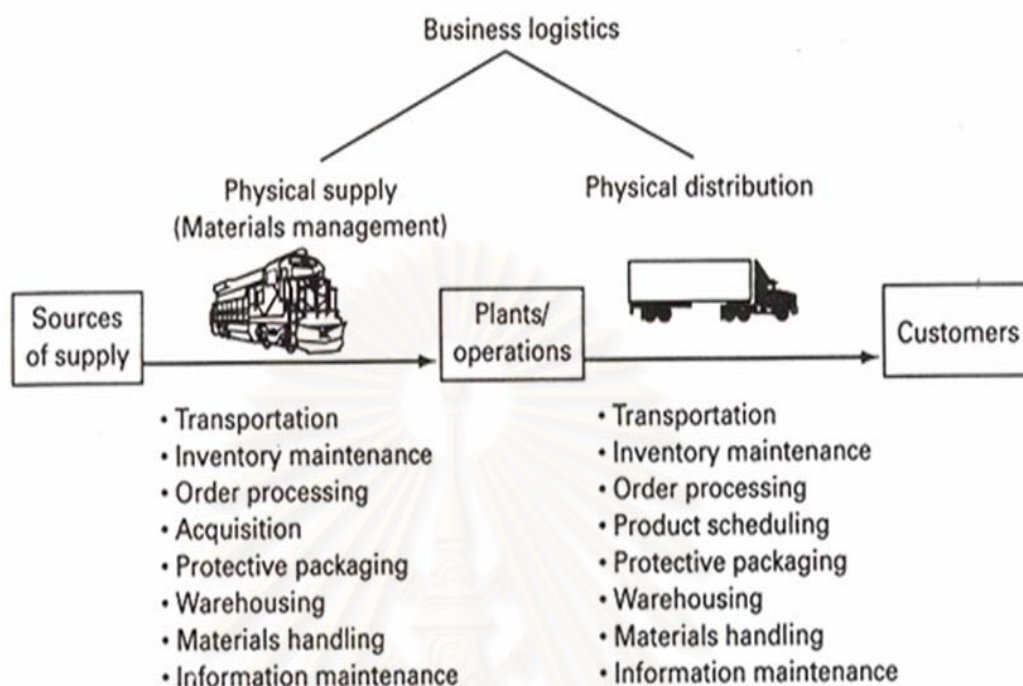 Business logistics
Physical supply
(Materials management)
Physical distribution
Sources
of supply
Plants/
operations
Customers
• Transportation
• Inventory maintenance
• Order processing
• Acquisition
• Protective packaging
• Warehousing
• Materials handling
• Information maintenance
• Transportation
• Inventory maintenance
• Order processing
• Product scheduling
• Protective packaging
• Warehousing
• Materials handling
• Information maintenance